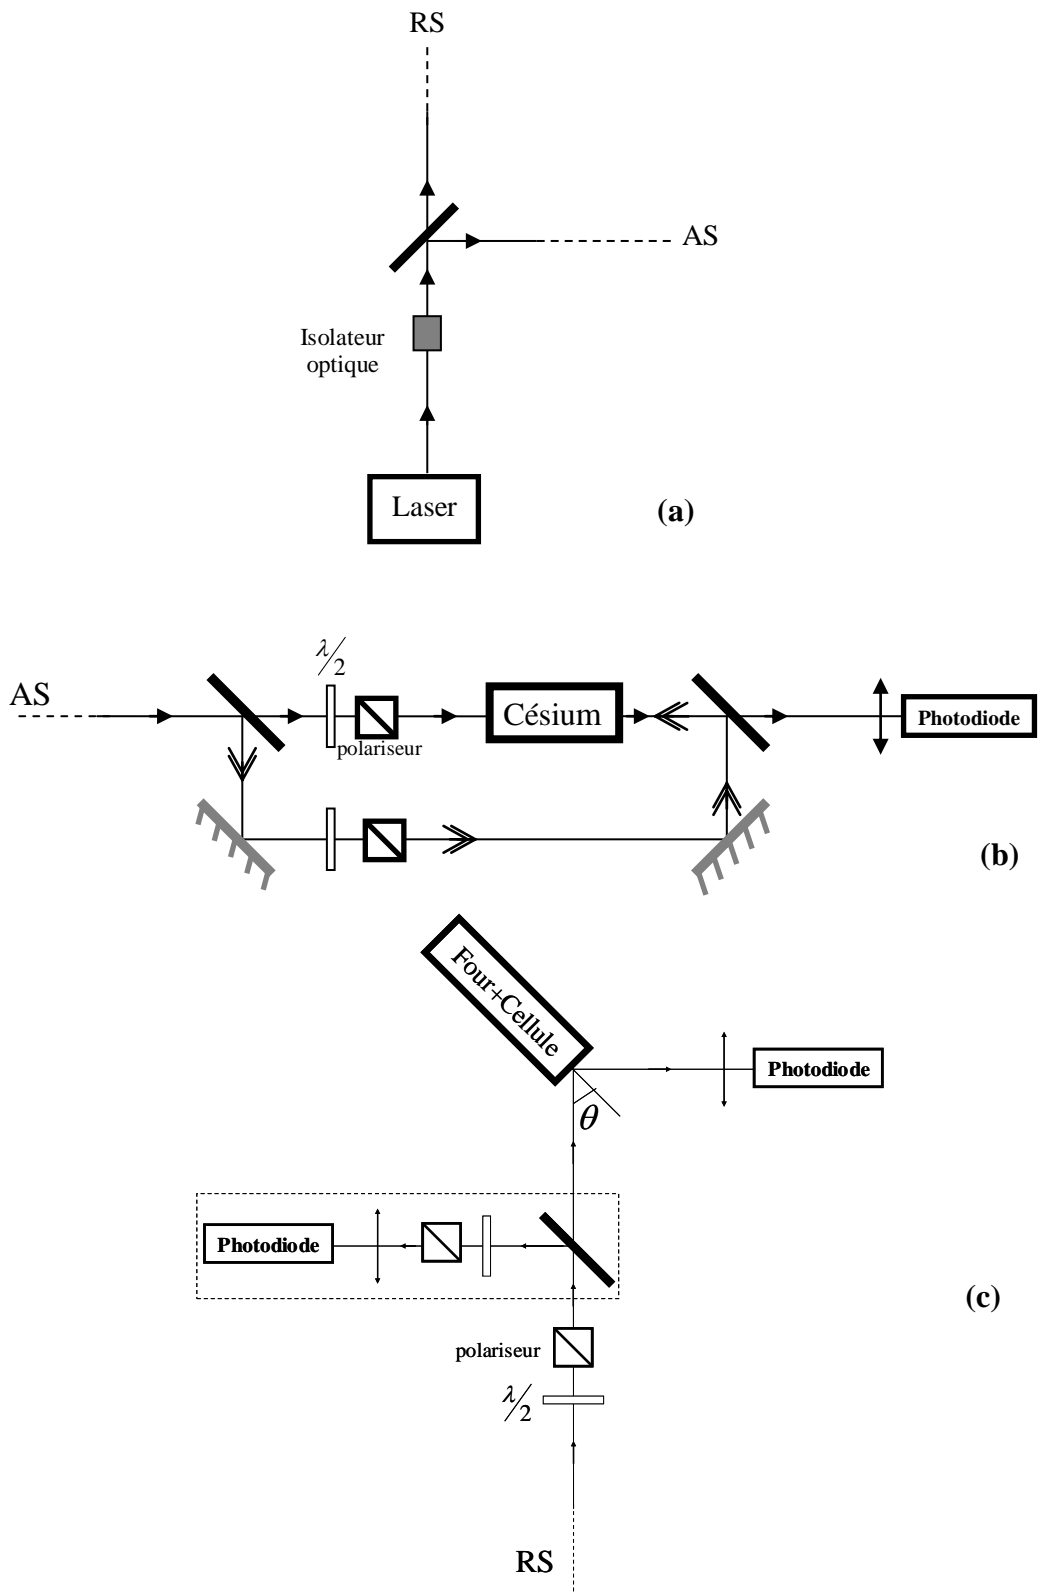 RS
AS
Isolateur
optique
Laser
(a)
λ/2
AS
Césium
Photodiode
polariseur
(b)
Four+Cellule
Photodiode
θ
Photodiode
(c)
polariseur
λ/2
RS